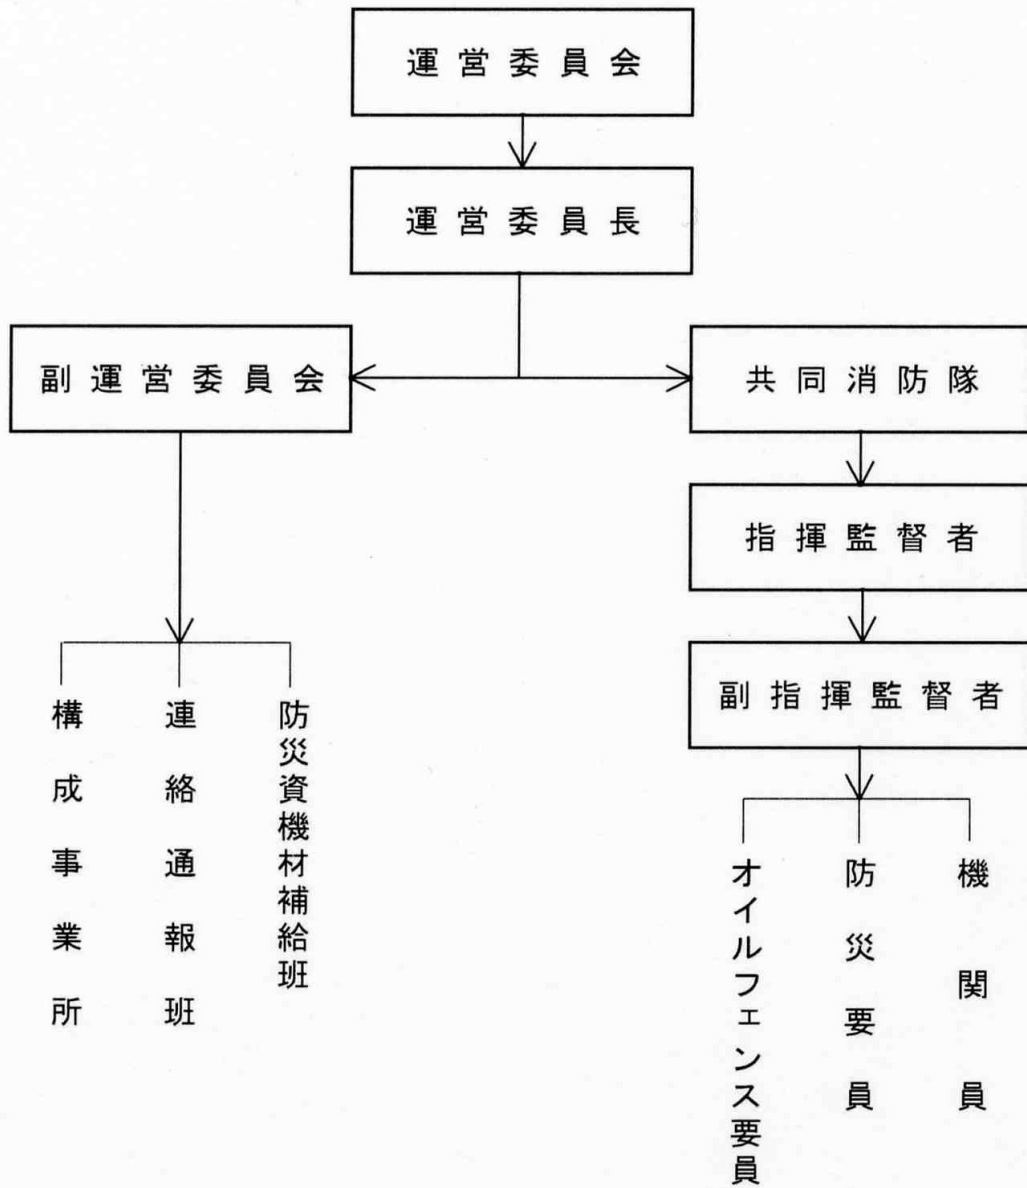 運営委員会
運営委員長
副運営委員会
共同消防隊
指揮監督者
副指揮監督者
防災資機材補給班
連絡通報班
構成事業所
機関員
防災要員
オイルフェンス要員